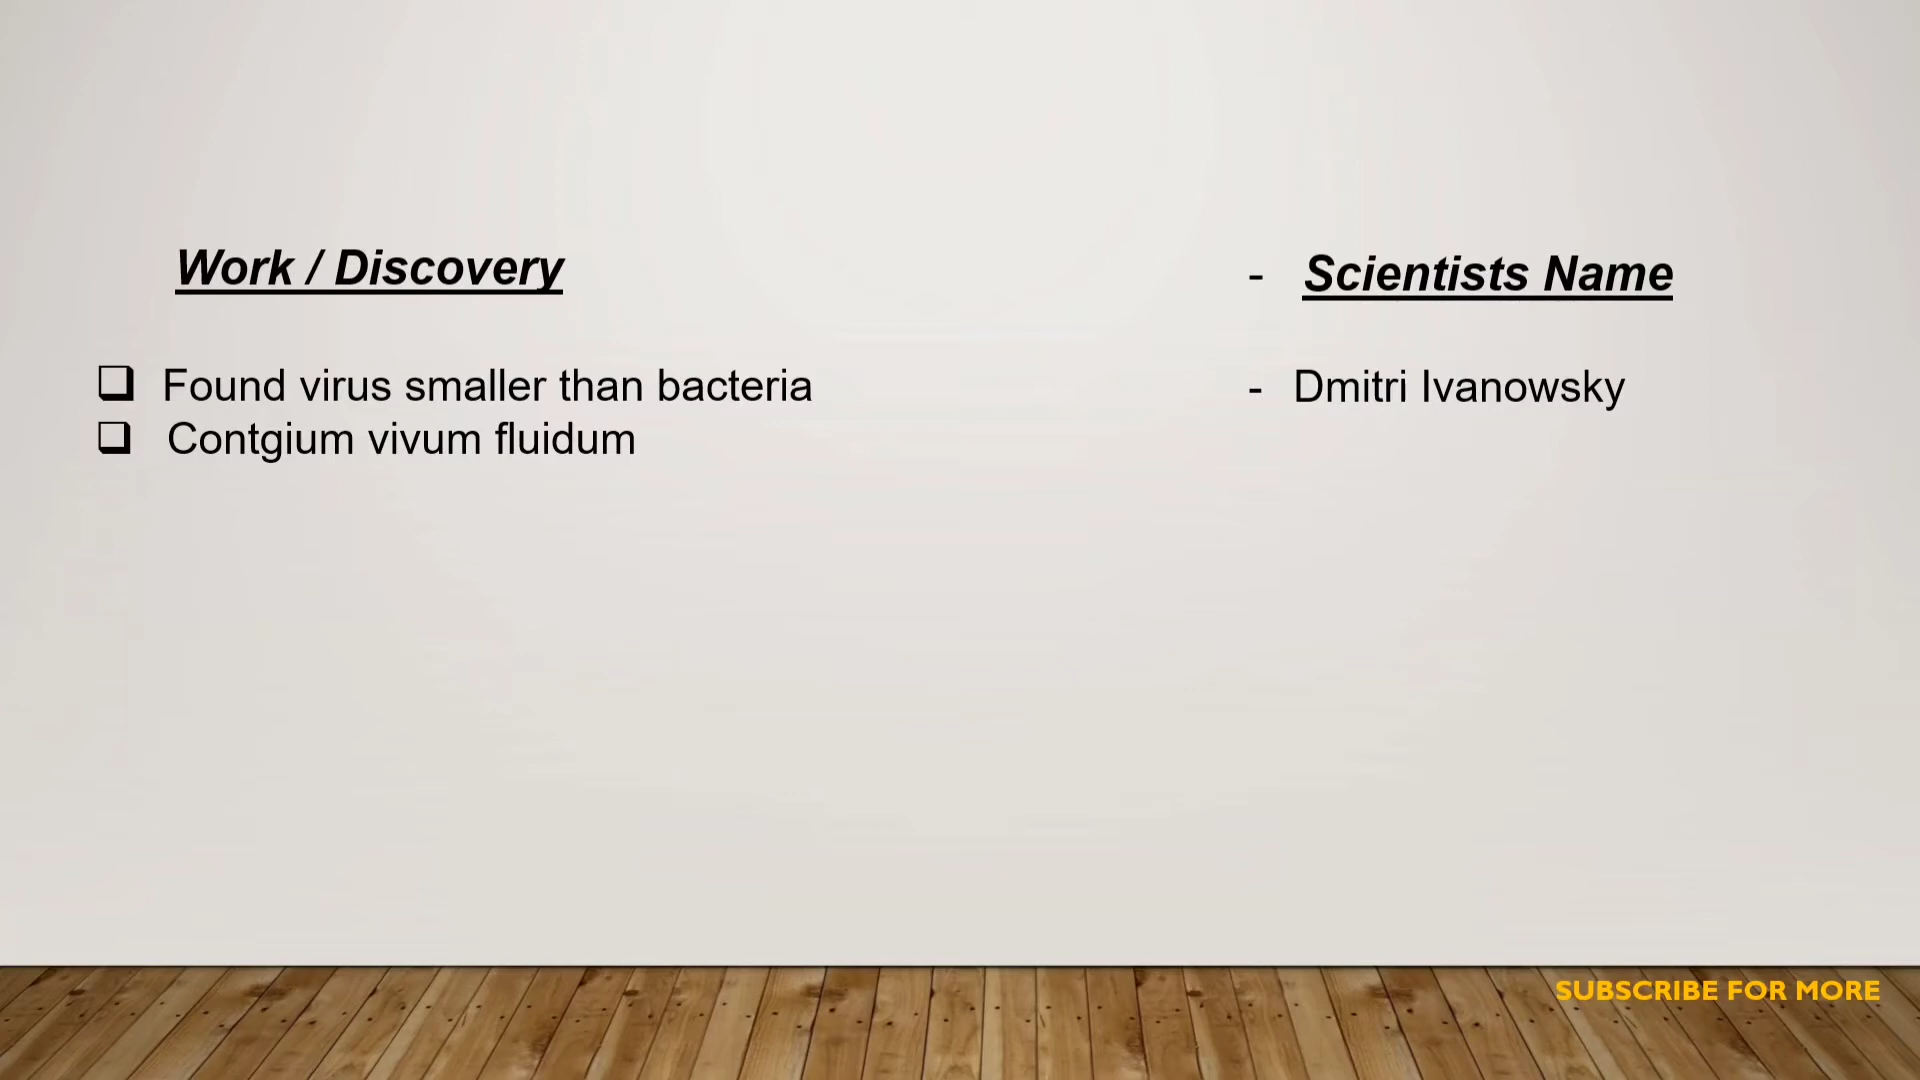 Work / Discovery - Scientists Name
❑ Found virus smaller than bacteria - Dmitri Ivanowsky
❑ Contgium vivum fluidum
SUBSCRIBE FOR MORE